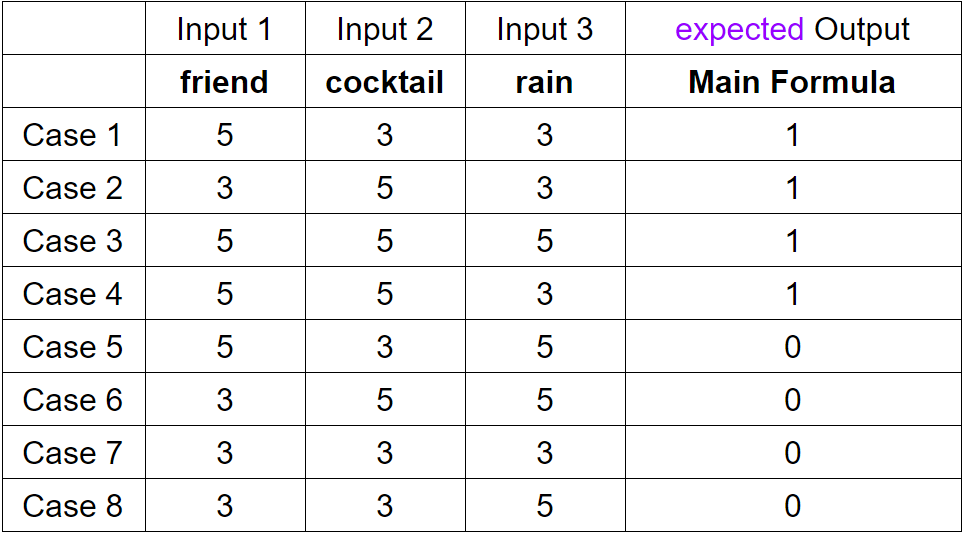 Input 1 Input 2 Input 3 expected Output
friend cocktail rain Main Formula
Case 1 5 3 3 1
Case 2 3 5 3 1
Case 3 5 5 5 1
Case 4 5 5 3 1
Case 5 5 3 5 0
Case 6 3 5 5 0
Case 7 3 3 3 0
Case 8 3 3 5 0